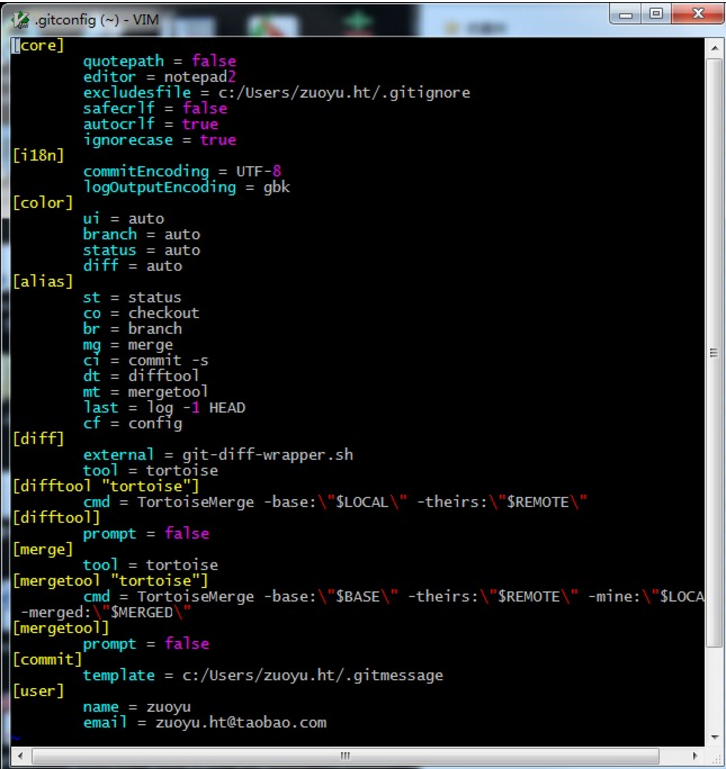 .gitconfig (~) - VIM
[core]
quotepath = false
editor = notepad2
excludesfile = c:/Users/zuoyu.ht/.gitignore
safecrlf = false
autocrlf = true
ignorecase = true
[i18n]
commitEncoding = UTF-8
logOutputEncoding = gbk
[color]
ui = auto
branch = auto
status = auto
diff = auto
[alias]
st = status
co = checkout
br = branch
mg = merge
ci = commit -s
dt = difftool
mt = mergetool
last = log -1 HEAD
cf = config
[diff]
external = git-diff-wrapper.sh
tool = tortoise
[difftool "tortoise"]
cmd = TortoiseMerge -base:\"$LOCAL\" -theirs:\"$REMOTE\"
[difftool]
prompt = false
[merge]
tool = tortoise
[mergetool "tortoise"]
cmd = TortoiseMerge -base:\"$BASE\" -theirs:\"$REMOTE\" -mine:\"$LOCA
-merged:\"$MERGED\"
[mergetool]
prompt = false
[commit]
template = c:/Users/zuoyu.ht/.gitmessage
[user]
name = zuoyu
email = zuoyu.ht@taobao.com
~